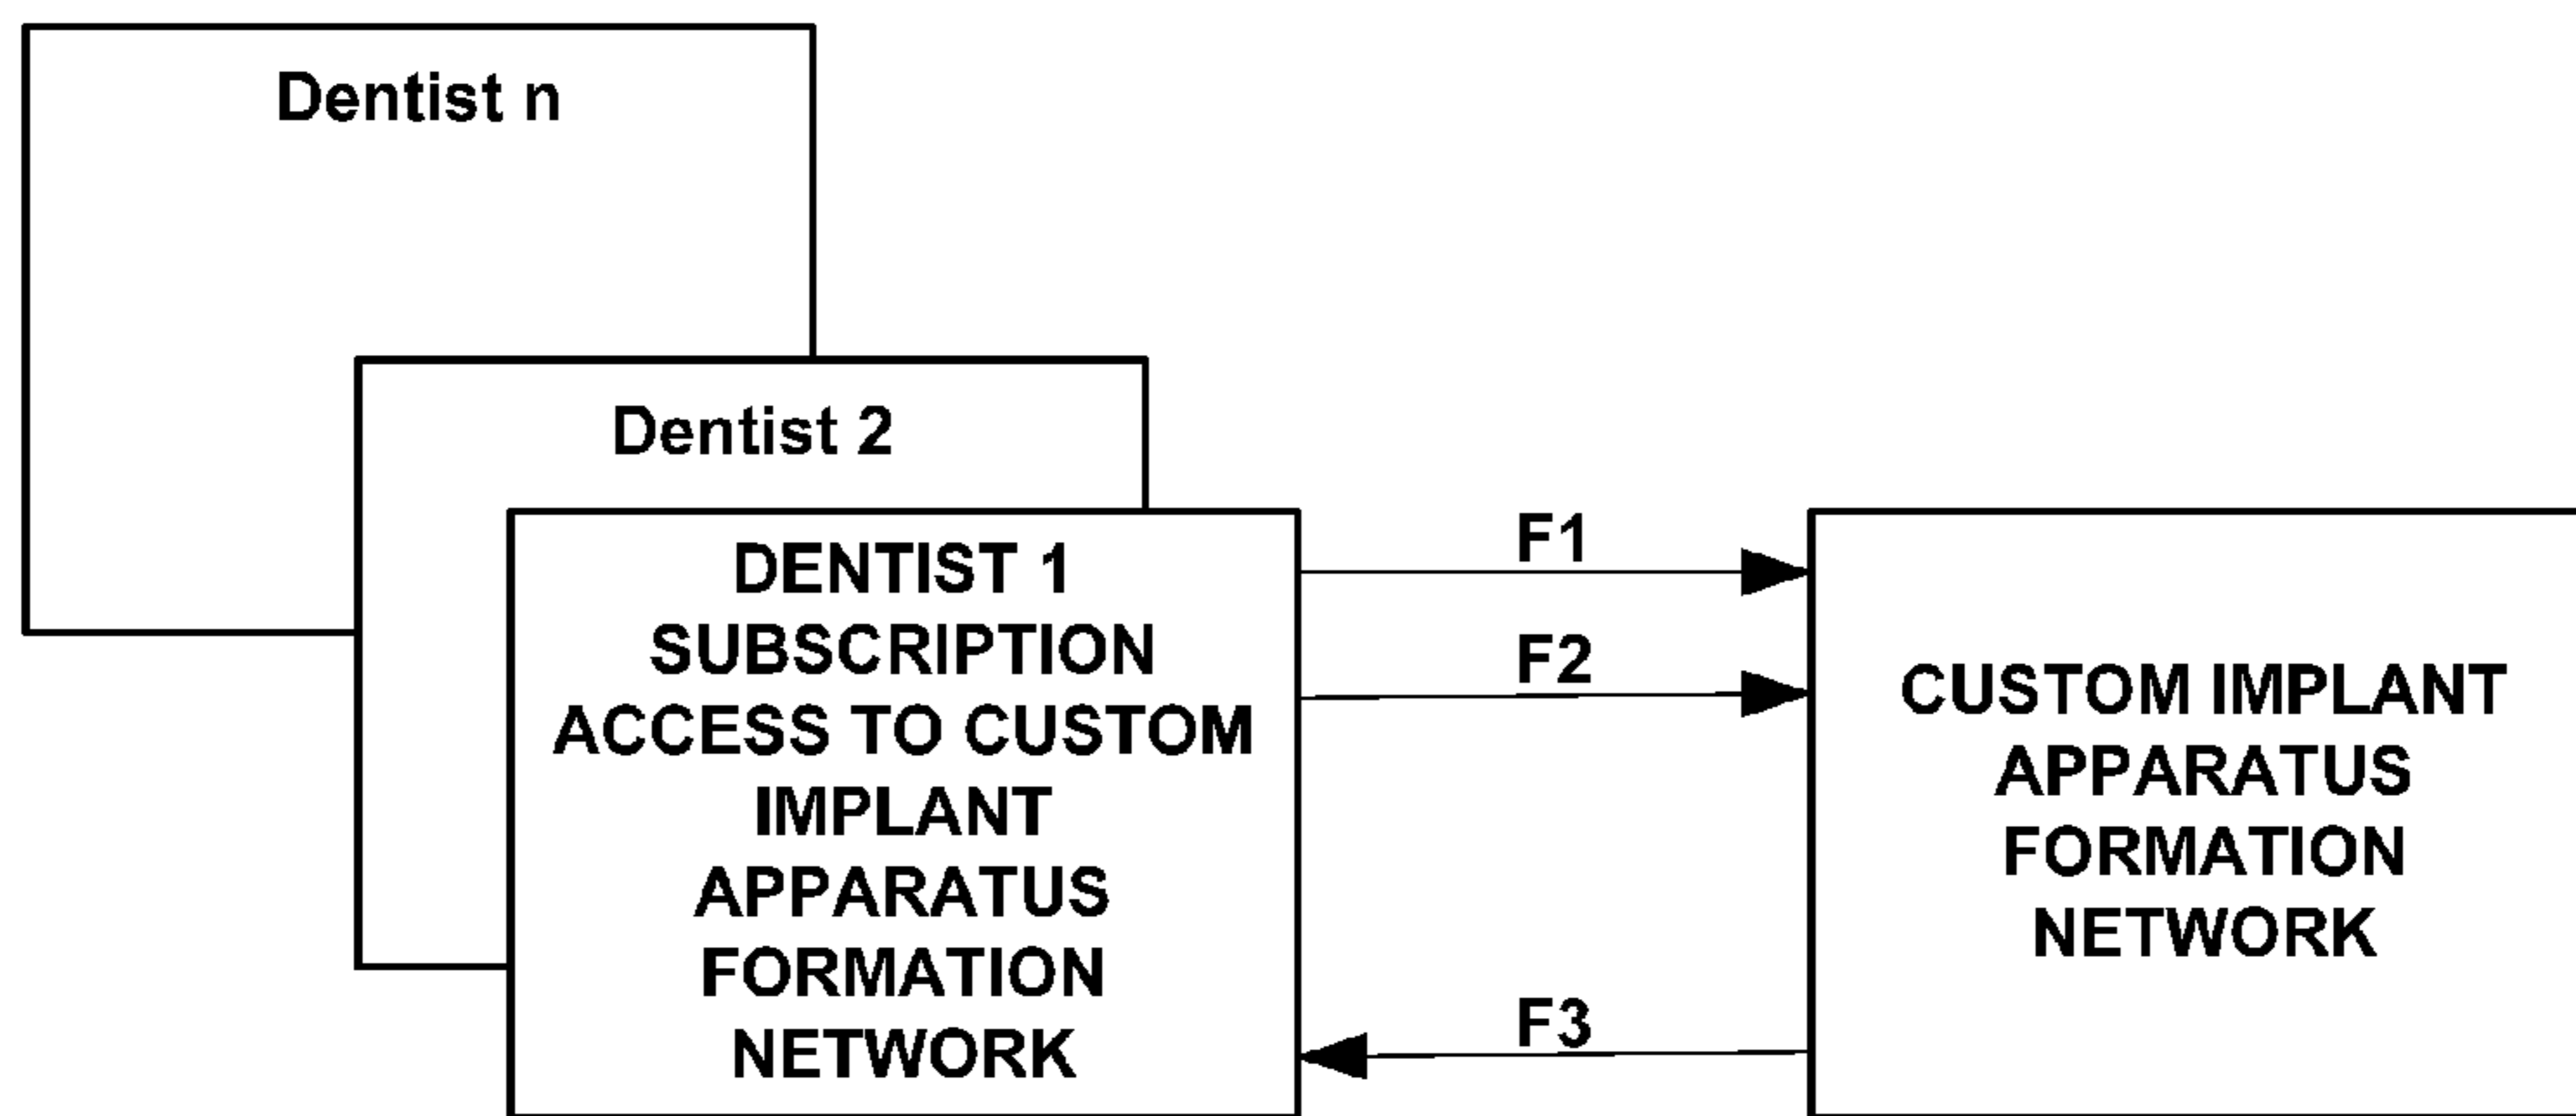 Dentist n
Dentist 2
DENTIST 1
SUBSCRIPTION
ACCESS TO CUSTOM
IMPLANT
APPARATUS
FORMATION
NETWORK
F1
F2
F3
CUSTOM IMPLANT
APPARATUS
FORMATION
NETWORK